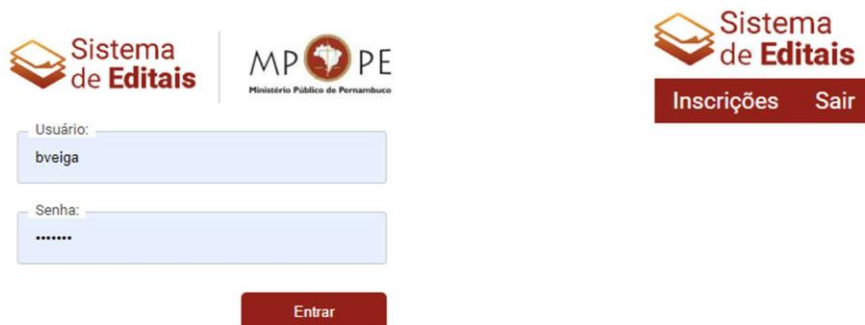 Sistema
de Editais
MP PE
Ministério Público de Pernambuco
Usuário:
bveiga
Senha:
•••••••
Entrar
Sistema
de Editais
Inscrições Sair